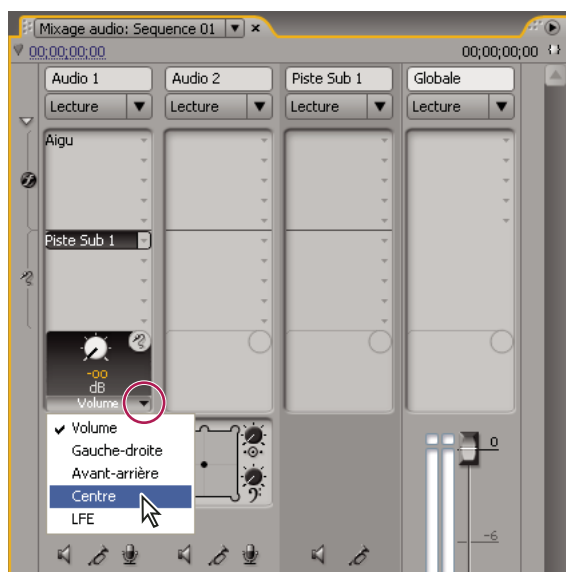 Mixage audio: Sequence 01
00;00;00;00
00;00;00;00
Audio 1
Audio 2
Piste Sub 1
Globale
Lecture
Lecture
Lecture
Lecture
Aigu
Piste Sub 1
-oo
dB
Volume
Volume
Gauche-droite
Avant-arrière
Centre
LFE
0
-6